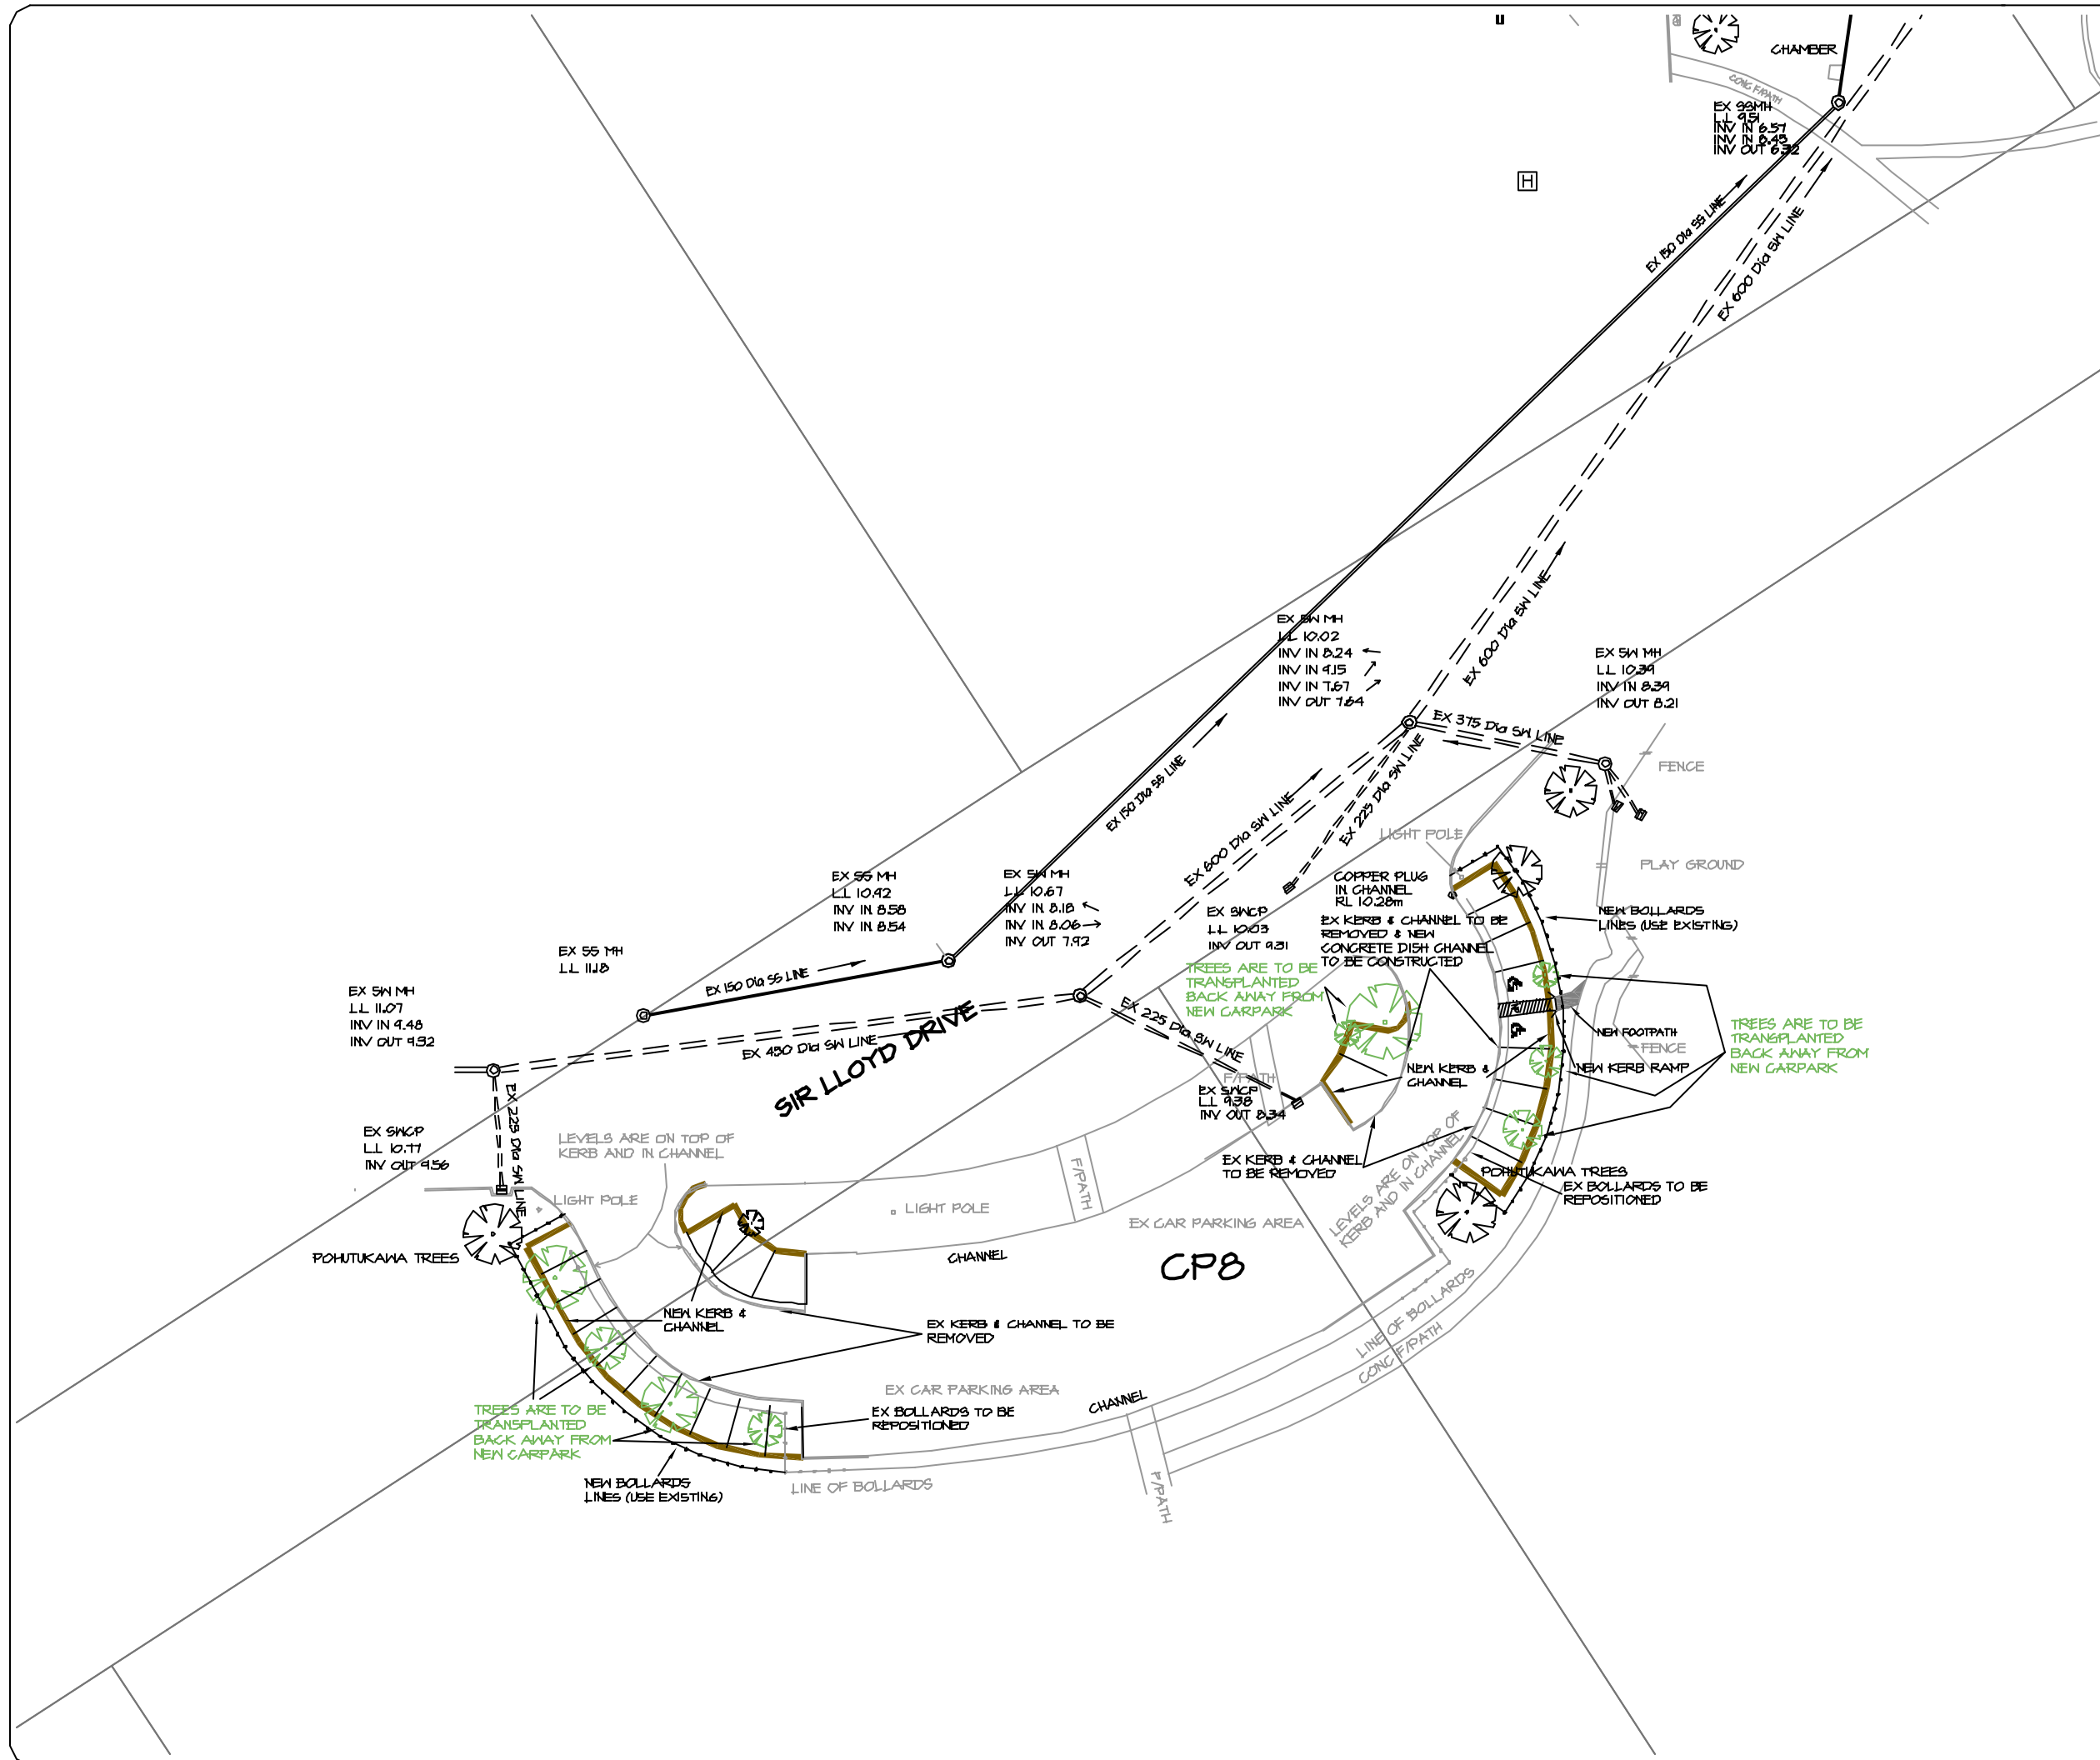 CHAMBER
CONC F/PATH
EX SSMH
LL 9.51
INV IN 6.57
INV IN 8.45
INV OUT 6.32
H
EX 150 Dia SS LINE
EX 600 Dia SW LINE
EX 600 Dia SW LINE
EX SW MH
LL 10.02
INV IN 8.24
INV IN 9.15
INV IN 7.67
INV OUT 7.64
EX SW MH
LL 10.39
INV IN 8.39
INV OUT 8.21
EX 375 Dia SW LINE
FENCE
EX 150 Dia SS LINE
EX 600 Dia SW LINE
EX 225 Dia SW LINE
LIGHT POLE
PLAY GROUND
EX SS MH
LL 10.92
INV IN 8.58
INV IN 8.54
EX SW MH
LL 10.67
INV IN 8.18
INV IN 8.06
INV OUT 7.92
COPPER PLUG
IN CHANNEL
RL 10.28m
EX SWCP
LL 10.03
INV OUT 9.31
EX KERB & CHANNEL TO BE
REMOVED & NEW
CONCRETE DISH CHANNEL
TO BE CONSTRUCTED
NEW BOLLARDS
LINES (USE EXISTING)
EX SS MH
LL 11.18
EX 150 Dia SS LINE
TREES ARE TO BE
TRANSPLANTED
BACK AWAY FROM
NEW CARPARK
EX SW MH
LL 11.07
INV IN 9.48
INV OUT 9.32
EX 450 Dia SW LINE
SIR LLOYD DRIVE
EX 225 Dia SW LINE
NEW FOOTPATH
FENCE
TREES ARE TO BE
TRANSPLANTED
BACK AWAY FROM
NEW CARPARK
NEW KERB &
CHANNEL
NEW KERB RAMP
F/PATH
EX SWCP
LL 9.38
INV OUT 8.34
EX 225 Dia SW LINE
EX SWCP
LL 10.77
INV OUT 9.56
LEVELS ARE ON TOP OF
KERB AND IN CHANNEL
F/PATH
EX KERB & CHANNEL
TO BE REMOVED
LEVELS ARE ON TOP OF
KERB AND IN CHANNEL
POHUTUKAWA TREES
EX BOLLARDS TO BE
REPOSITIONED
LIGHT POLE
LIGHT POLE
EX CAR PARKING AREA
POHUTUKAWA TREES
CHANNEL
CP8
NEW KERB &
CHANNEL
EX KERB & CHANNEL TO BE
REMOVED
LINE OF BOLLARDS
CONC F/PATH
EX CAR PARKING AREA
CHANNEL
TREES ARE TO BE
TRANSPLANTED
BACK AWAY FROM
NEW CARPARK
EX BOLLARDS TO BE
REPOSITIONED
NEW BOLLARDS
LINES (USE EXISTING)
LINE OF BOLLARDS
F/PATH